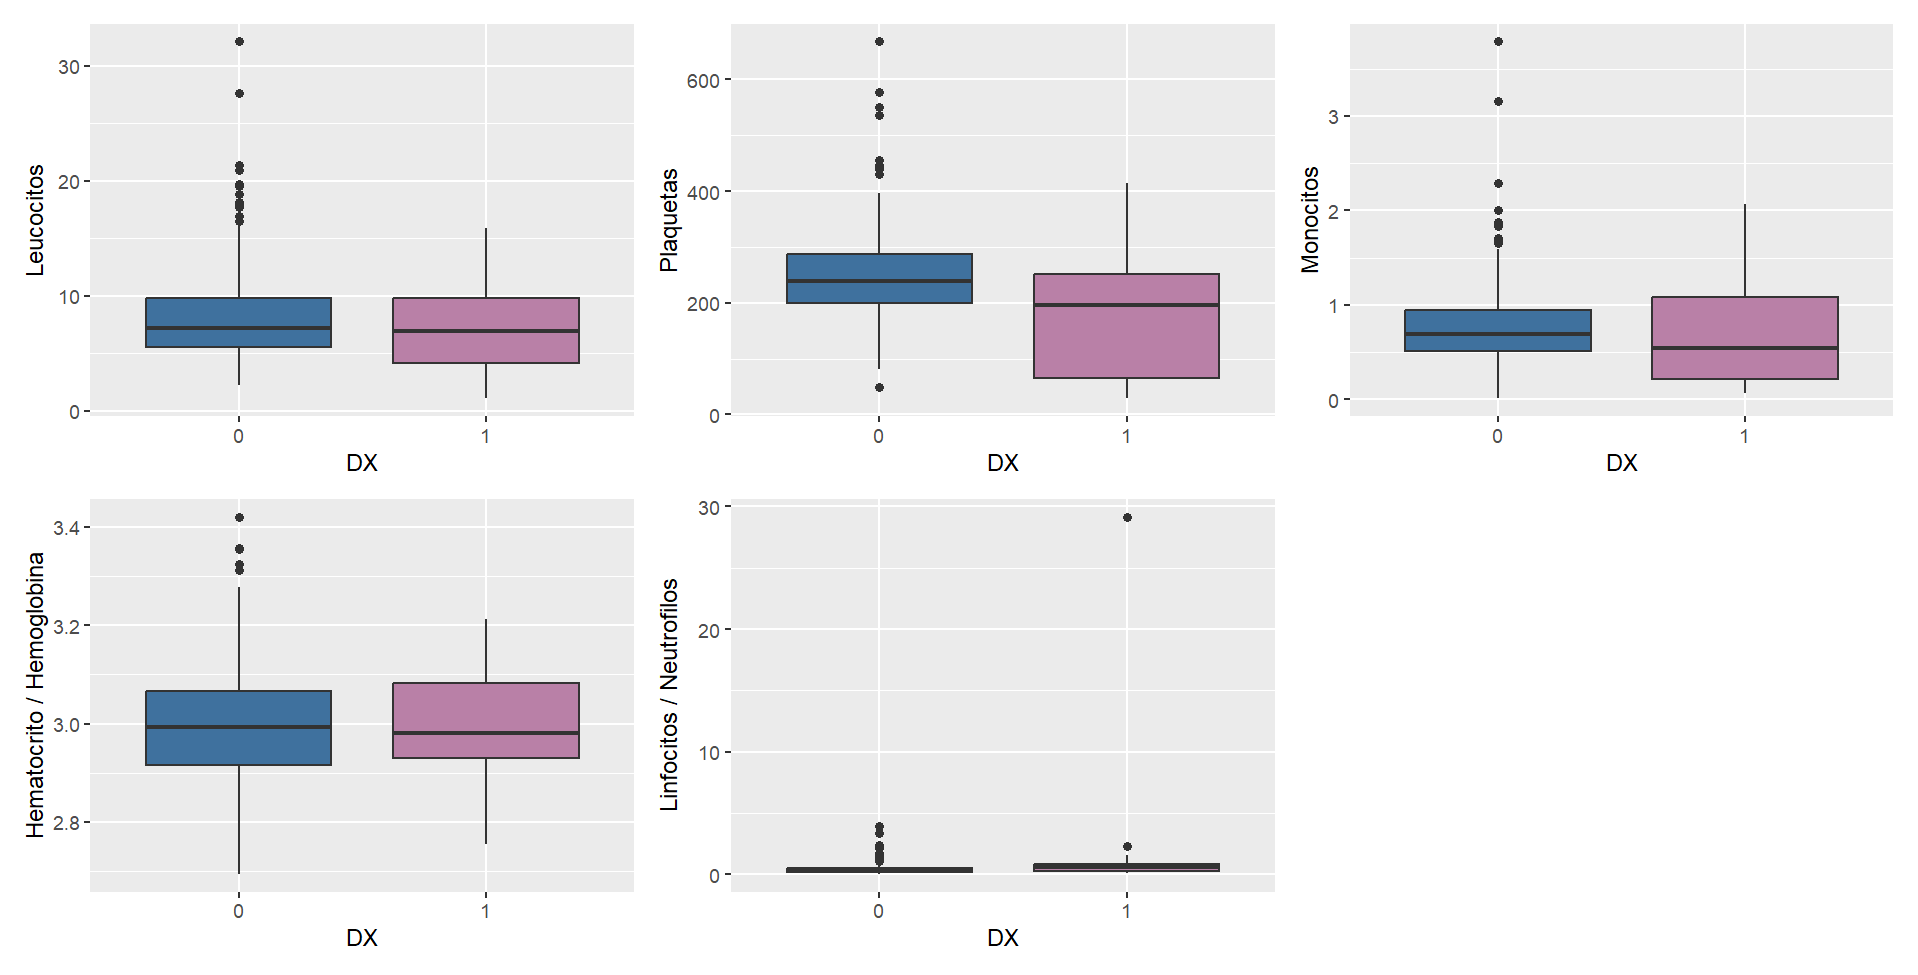 Leucocitos
30
20
10
0
0 1
DX
Plaquetas
600
400
200
0
0 1
DX
Monocitos
3
2
1
0
0 1
DX
Hematocrito / Hemoglobina
3.4
3.2
3.0
2.8
0 1
DX
Linfocitos / Neutrofilos
30
20
10
0
0 1
DX